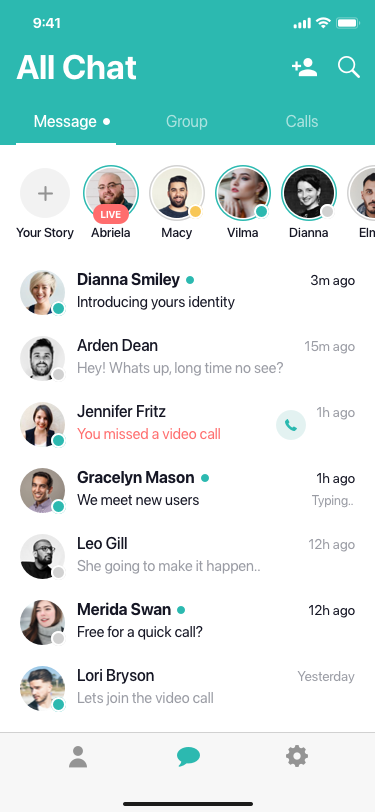 9:41
All Chat
Message Group Calls
LIVE
Your Story Abriela Macy Vilma Dianna
Dianna Smiley 3m ago
Introducing yours identity
Arden Dean 15m ago
Hey! Whats up, long time no see?
Jennifer Fritz 1h ago
You missed a video call
Gracelyn Mason 1h ago
We meet new users Typing..
Leo Gill 12h ago
She going to make it happen..
Merida Swan 12h ago
Free for a quick call?
Lori Bryson Yesterday
Lets join the video call